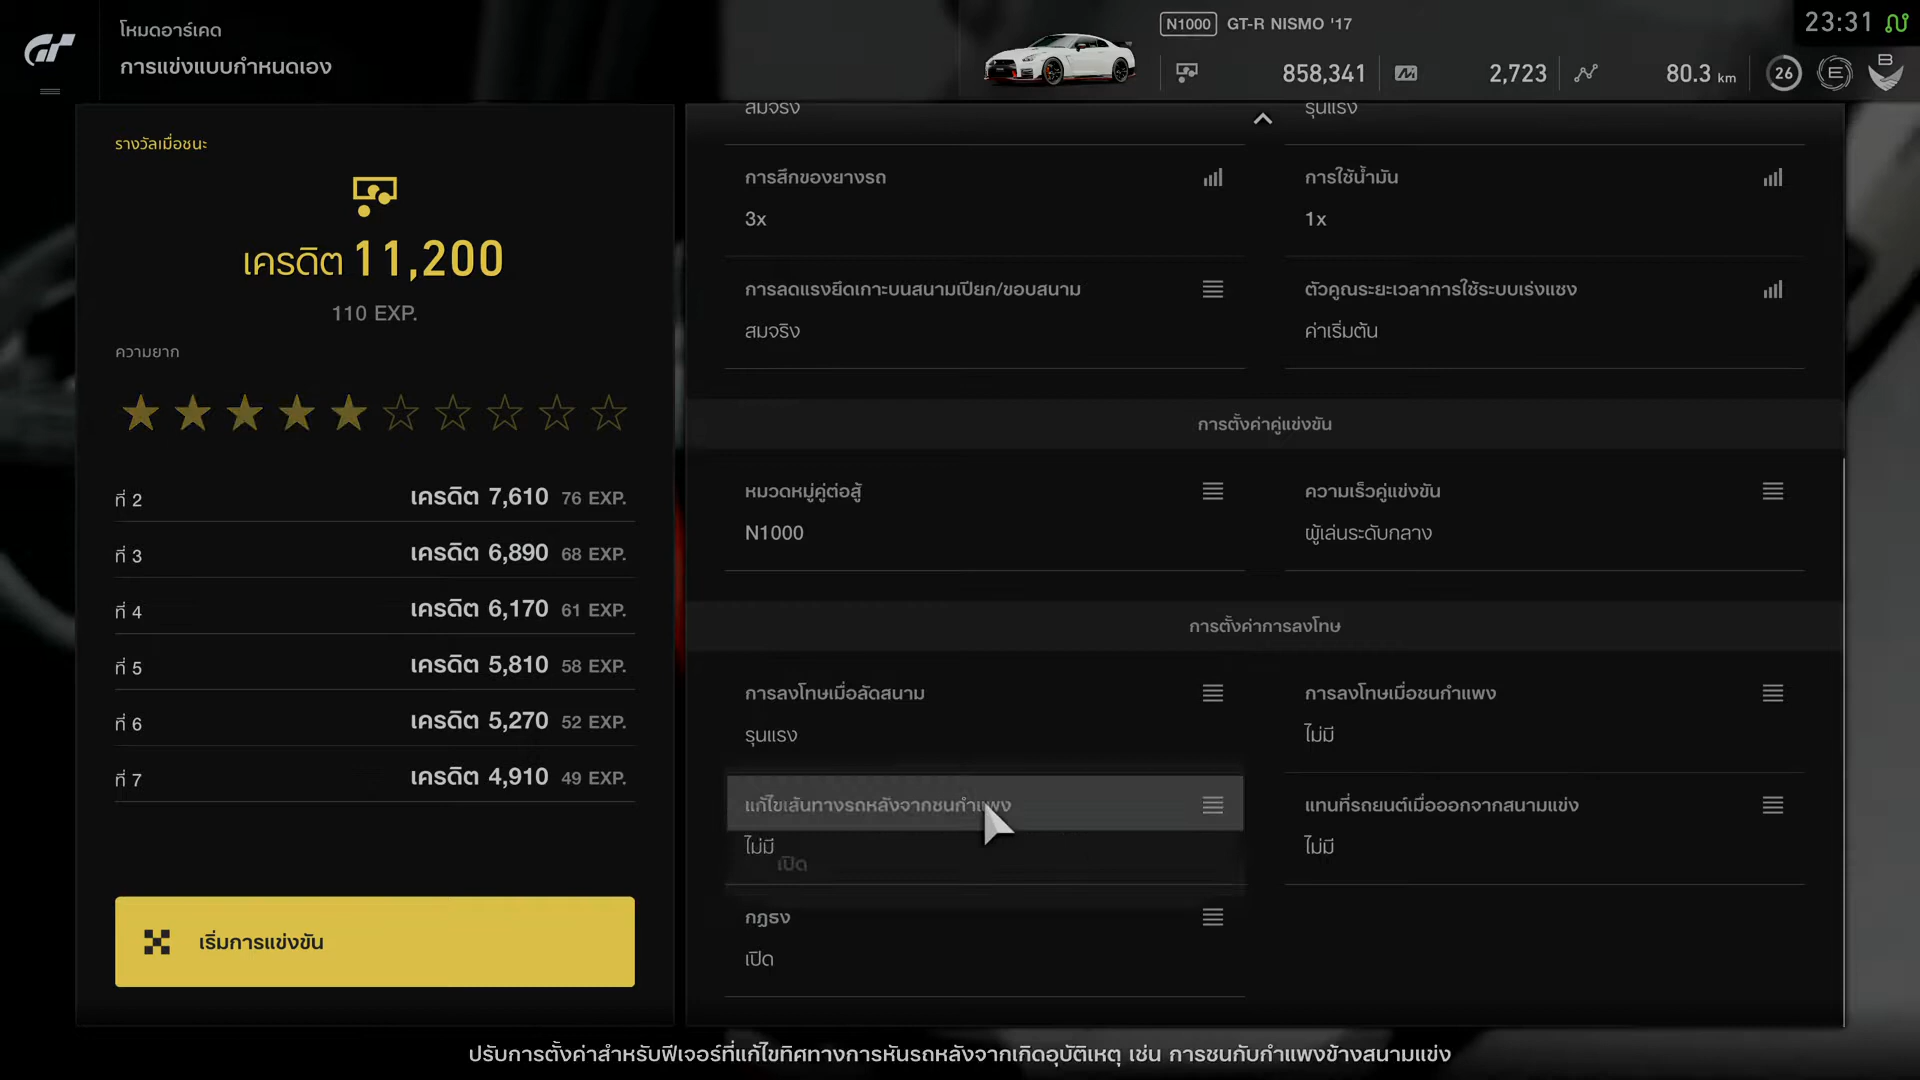 โหมดอาร์เคด
การแข่งแบบกำหนดเอง
N1000 GT-R NISMO '17
858,341 2,723 80.3 km 26 E B
23:31
รางวัลเมื่อชนะ
เครดิต 11,200
110 EXP.
ความยาก
ที่ 2 เครดิต 7,610 76 EXP.
ที่ 3 เครดิต 6,890 68 EXP.
ที่ 4 เครดิต 6,170 61 EXP.
ที่ 5 เครดิต 5,810 58 EXP.
ที่ 6 เครดิต 5,270 52 EXP.
ที่ 7 เครดิต 4,910 49 EXP.
เริ่มการแข่งขัน
สมจริง รุนแรง
การสึกของยางรถ การใช้น้ำมัน
3x 1x
การลดแรงยึดเกาะบนสนามเปียก/ขอบสนาม ตัวคูณระยะเวลาการใช้ระบบเร่งแซง
สมจริง ค่าเริ่มต้น
การตั้งค่าคู่แข่งขัน
หมวดหมู่คู่ต่อสู้ ความเร็วคู่แข่งขัน
N1000 ผู้เล่นระดับกลาง
การตั้งค่าการลงโทษ
การลงโทษเมื่อลัดสนาม การลงโทษเมื่อชนกำแพง
รุนแรง ไม่มี
แก้ไขเส้นทางรถหลังจากชนกำแพง แทนที่รถยนต์เมื่อออกจากสนามแข่ง
ไม่มี ไม่มี
เปิด
กฎธง
เปิด
ปรับการตั้งค่าสำหรับฟีเจอร์ที่แก้ไขทิศทางการหันรถหลังจากเกิดอุบัติเหตุ เช่น การชนกับกำแพงข้างสนามแข่ง